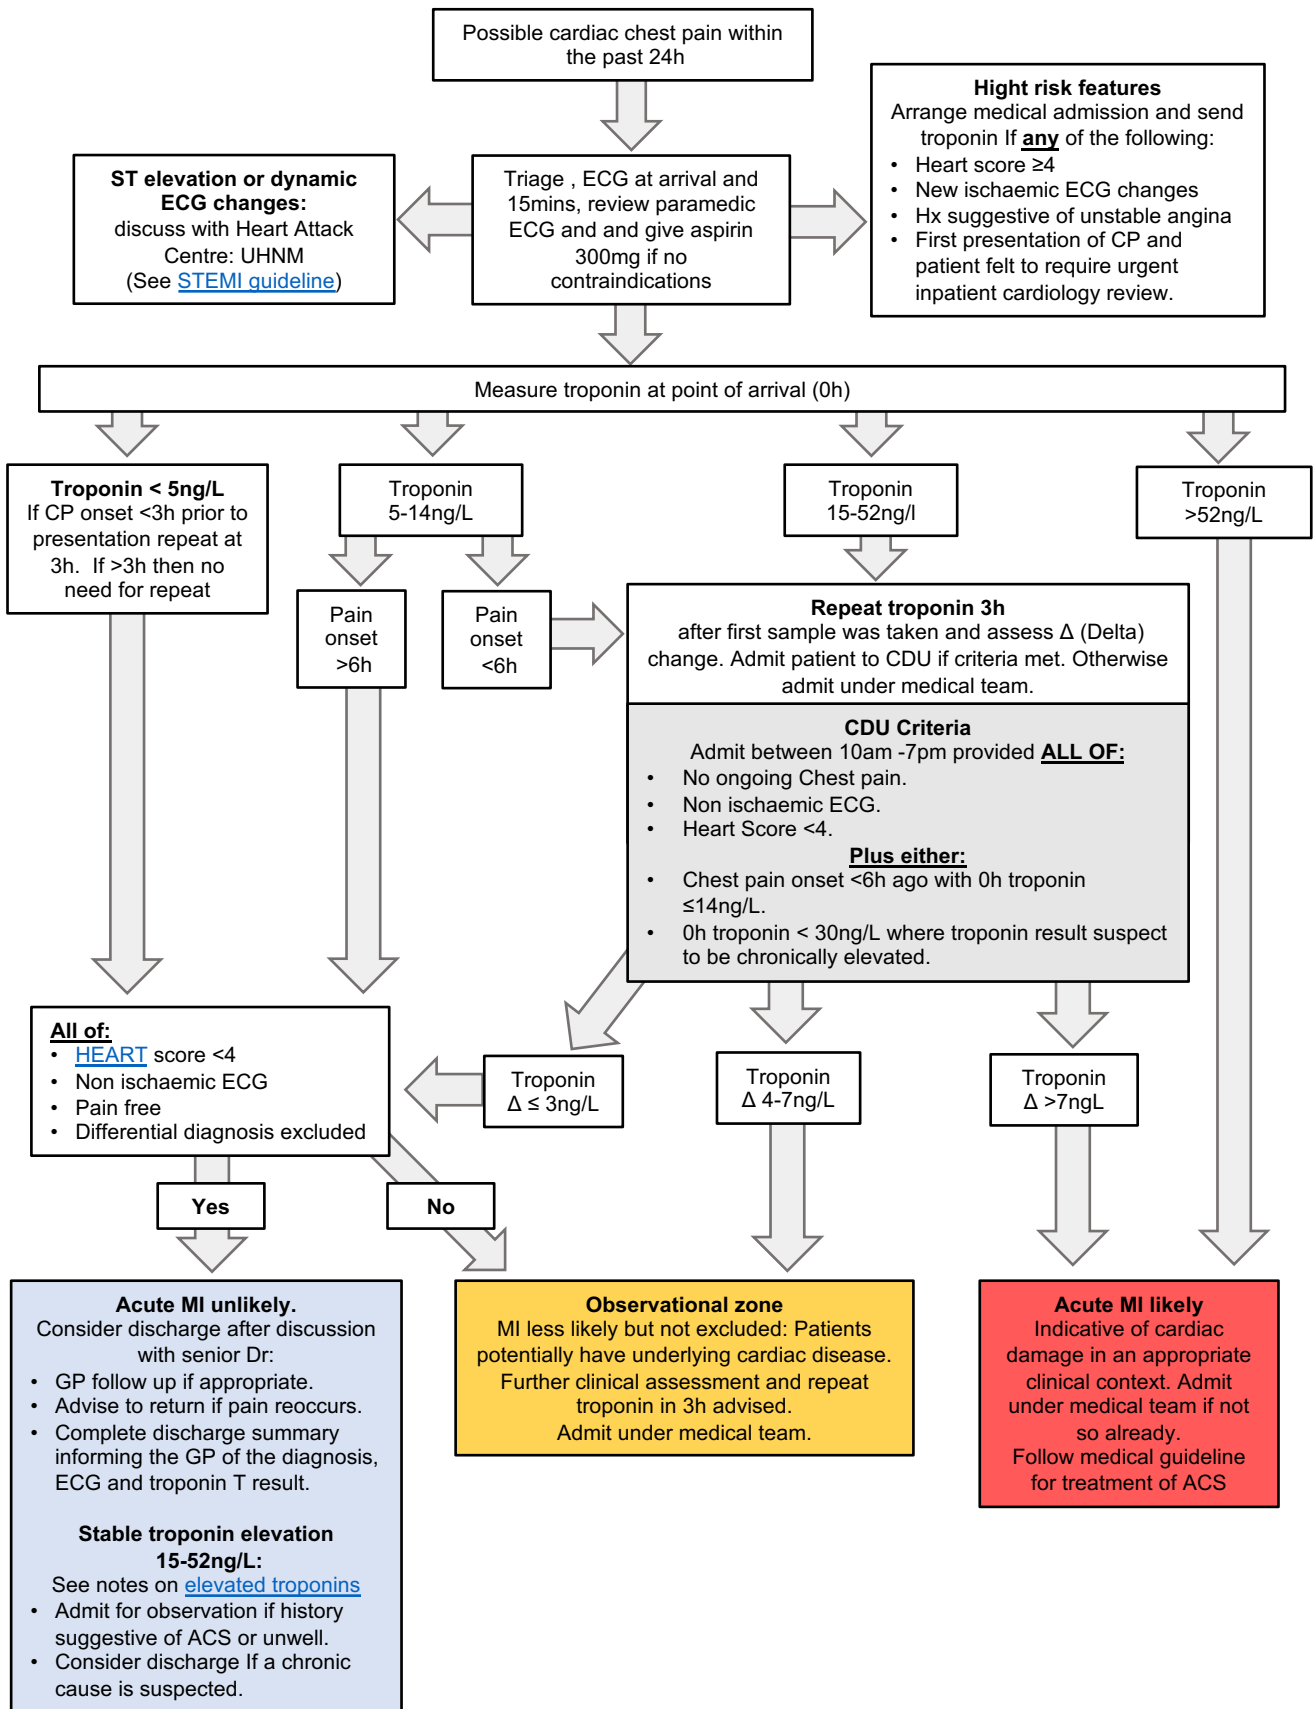 Possible cardiac chest pain within
the past 24h
Hight risk features
Arrange medical admission and send
troponin If any of the following:
• Heart score ≥4
• New ischaemic ECG changes
• Hx suggestive of unstable angina
• First presentation of CP and
patient felt to require urgent
inpatient cardiology review.
ST elevation or dynamic
ECG changes:
discuss with Heart Attack
Centre: UHNM
(See STEMI guideline)
Triage , ECG at arrival and
15mins, review paramedic
ECG and and give aspirin
300mg if no
contraindications
Measure troponin at point of arrival (0h)
Troponin < 5ng/L
If CP onset <3h prior to
presentation repeat at
3h.  If >3h then no
need for repeat
Troponin
5-14ng/L
Troponin
15-52ng/l
Troponin
>52ng/L
Pain
onset
>6h
Pain
onset
<6h
Repeat troponin 3h
after first sample was taken and assess Δ (Delta)
change. Admit patient to CDU if criteria met. Otherwise
admit under medical team.
CDU Criteria
Admit between 10am -7pm provided ALL OF:
• No ongoing Chest pain.
• Non ischaemic ECG.
• Heart Score <4.
Plus either:
• Chest pain onset <6h ago with 0h troponin
≤14ng/L.
• 0h troponin < 30ng/L where troponin result suspect
to be chronically elevated.
All of:
• HEART score <4
• Non ischaemic ECG
• Pain free
• Differential diagnosis excluded
Troponin
Δ ≤ 3ng/L
Troponin
Δ 4-7ng/L
Troponin
Δ >7ngL
Yes
No
Acute MI unlikely.
Consider discharge after discussion
with senior Dr:
• GP follow up if appropriate.
• Advise to return if pain reoccurs.
• Complete discharge summary
informing the GP of the diagnosis,
ECG and troponin T result.
Stable troponin elevation
15-52ng/L:
See notes on elevated troponins
• Admit for observation if history
suggestive of ACS or unwell.
• Consider discharge If a chronic
cause is suspected.
Observational zone
MI less likely but not excluded: Patients
potentially have underlying cardiac disease.
Further clinical assessment and repeat
troponin in 3h advised.
Admit under medical team.
Acute MI likely
Indicative of cardiac
damage in an appropriate
clinical context. Admit
under medical team if not
so already.
Follow medical guideline
for treatment of ACS